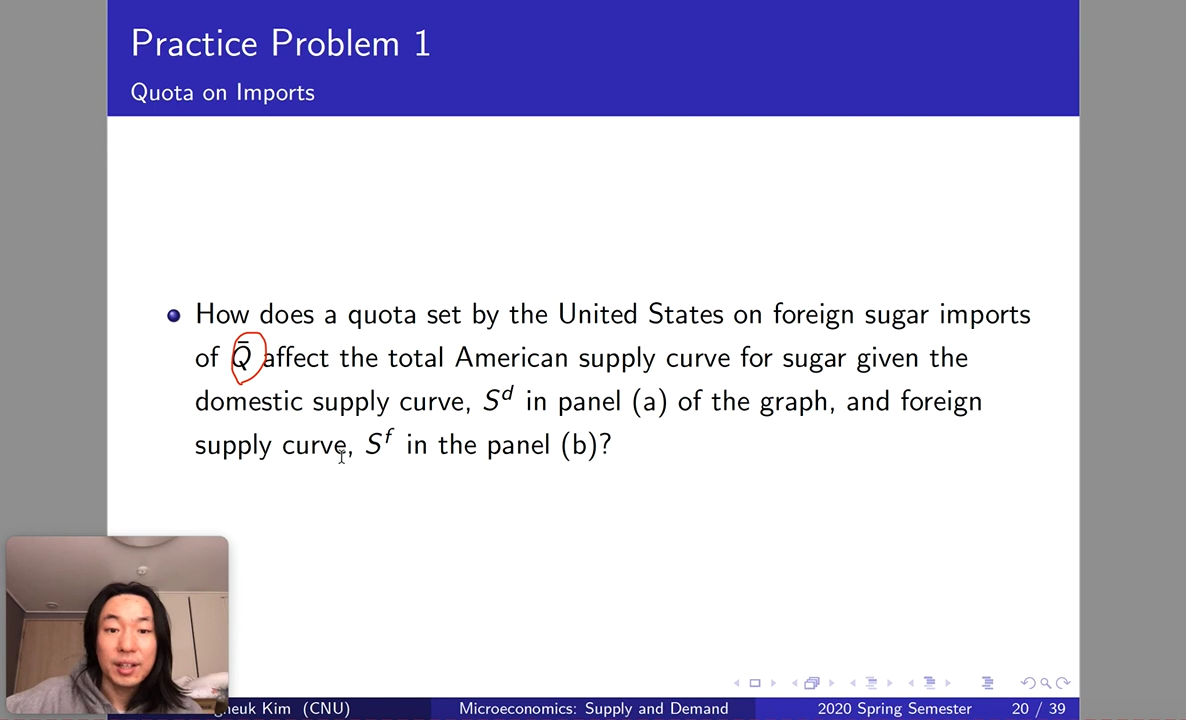 Practice Problem 1
Quota on Imports
How does a quota set by the United States on foreign sugar imports
of Q̄ affect the total American supply curve for sugar given the
domestic supply curve, Sᵈ in panel (a) of the graph, and foreign
supply curve, Sᶠ in the panel (b)?
Kim (CNU)
Microeconomics: Supply and Demand
2020 Spring Semester
20 / 39